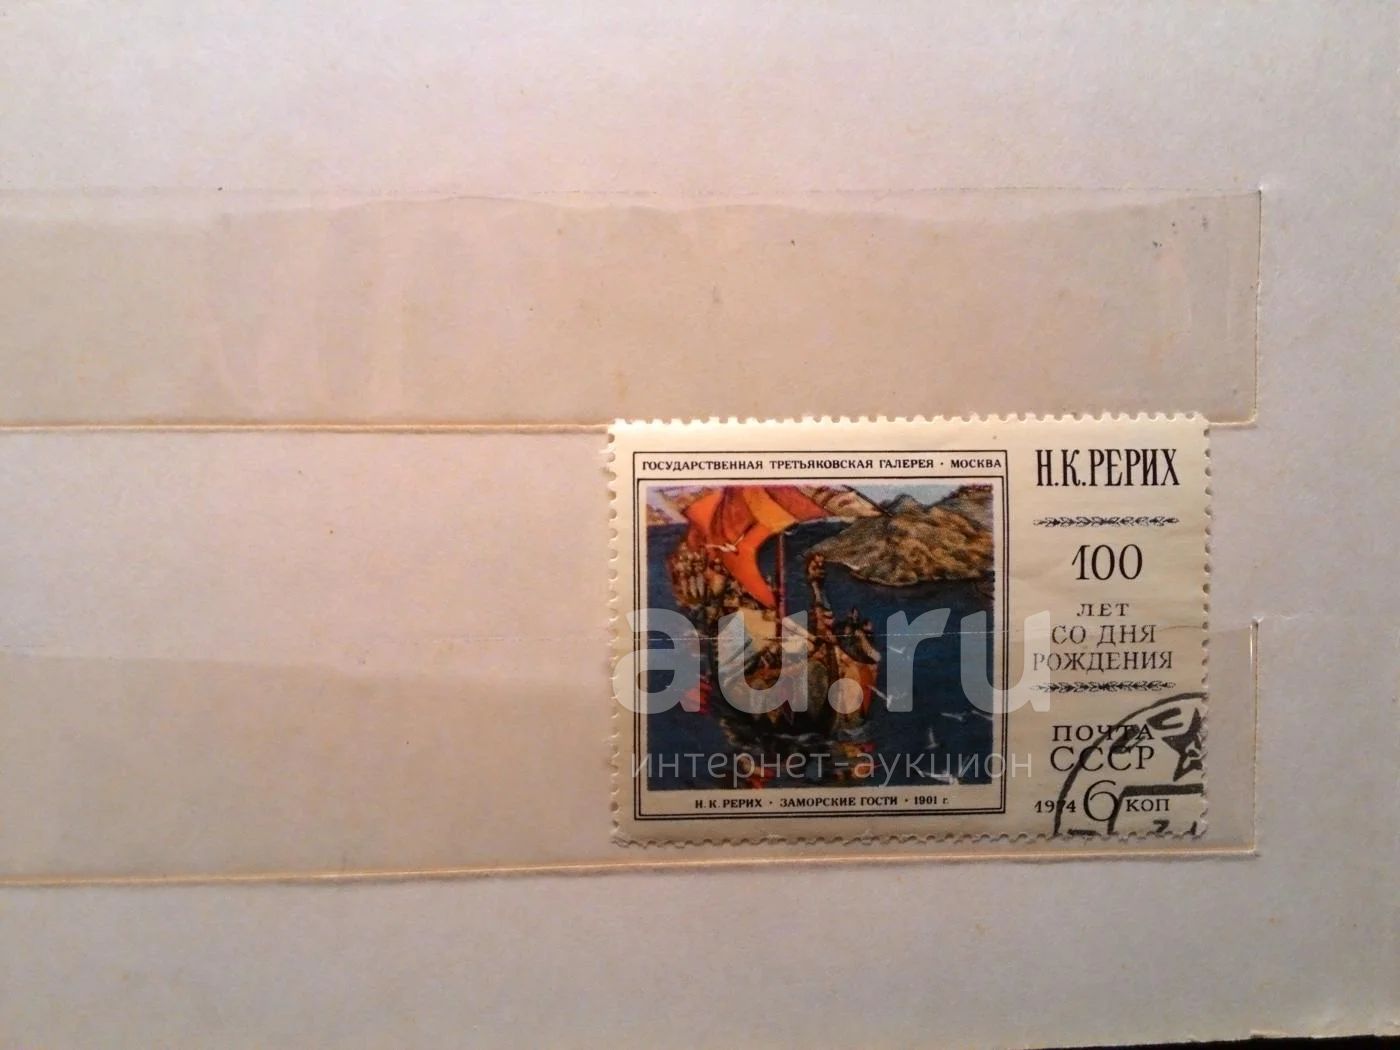 ГОСУДАРСТВЕННАЯ ТРЕТЬЯКОВСКАЯ ГАЛЕРЕЯ · МОСКВА
Н.К.РЕРИХ
100
ЛЕТ
СО ДНЯ
РОЖДЕНИЯ
ПОЧТА
СССР
1974 6 КОП
Н. К. РЕРИХ · ЗАМОРСКИЕ ГОСТИ · 1901 г.
au.ru
интернет-аукцион